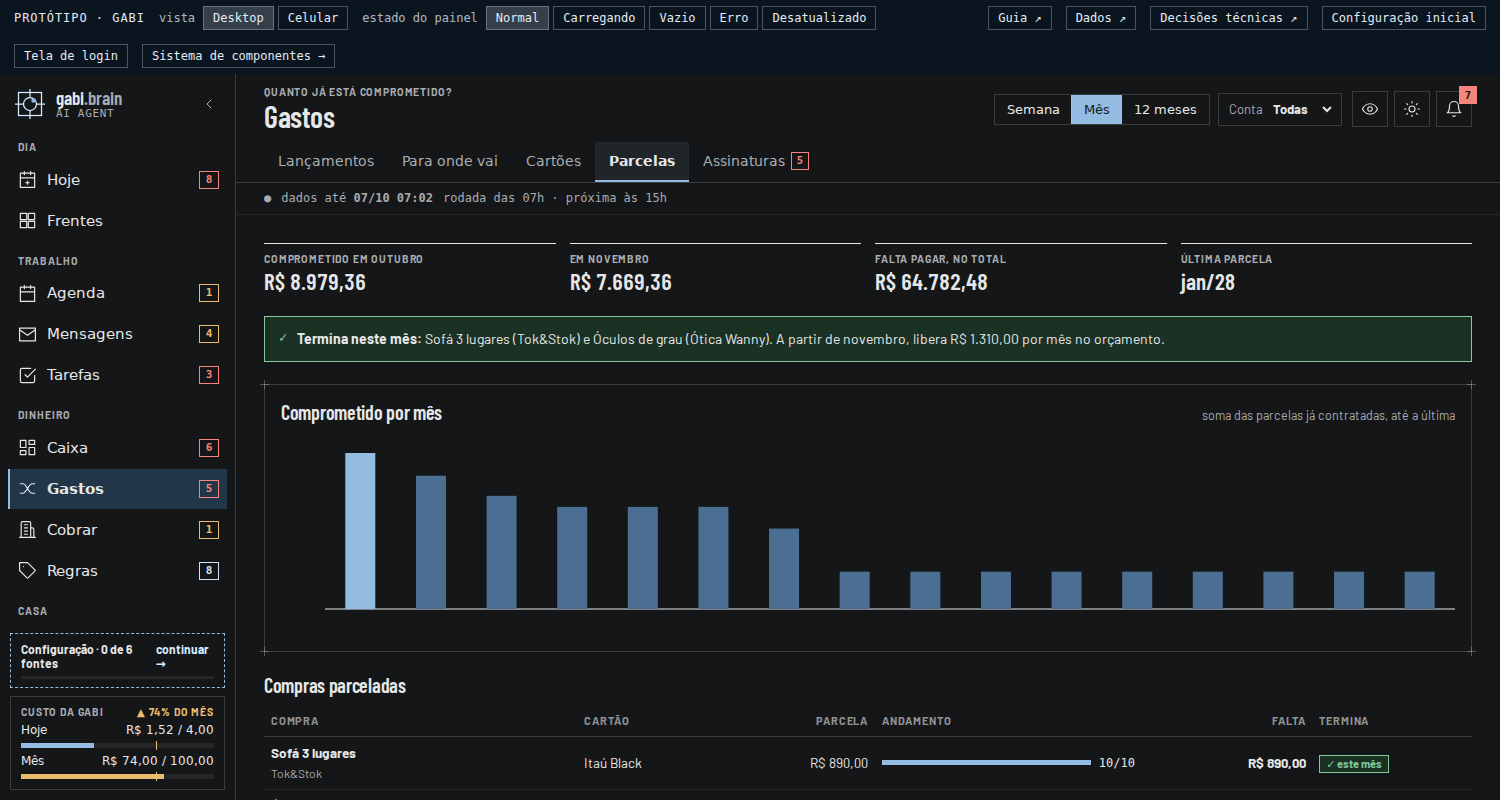 PROTÓTIPO · GABI vista Desktop Celular estado do painel Normal Carregando Vazio Erro Desatualizado Guia ↗ Dados ↗ Decisões técnicas ↗ Configuração inicial
Tela de login Sistema de componentes →
gabi.brain
AI AGENT
DIA
Hoje 8
Frentes
TRABALHO
Agenda 1
Mensagens 4
Tarefas 3
DINHEIRO
Caixa 6
Gastos 5
Cobrar 1
Regras 8
CASA
Configuração · 0 de 6 fontes continuar →
CUSTO DA GABI ▲ 74% DO MÊS
Hoje R$ 1,52 / 4,00
Mês R$ 74,00 / 100,00
QUANTO JÁ ESTÁ COMPROMETIDO?
Gastos
Semana Mês 12 meses Conta Todas 7
Lançamentos Para onde vai Cartões Parcelas Assinaturas 5
● dados até 07/10 07:02 rodada das 07h · próxima às 15h
COMPROMETIDO EM OUTUBRO
R$ 8.979,36
EM NOVEMBRO
R$ 7.669,36
FALTA PAGAR, NO TOTAL
R$ 64.782,48
ÚLTIMA PARCELA
jan/28
✓ Termina neste mês: Sofá 3 lugares (Tok&Stok) e Óculos de grau (Ótica Wanny). A partir de novembro, libera R$ 1.310,00 por mês no orçamento.
Comprometido por mês soma das parcelas já contratadas, até a última
Compras parceladas
COMPRA CARTÃO PARCELA ANDAMENTO FALTA TERMINA
Sofá 3 lugares Itaú Black R$ 890,00 10/10 R$ 890,00 ✓ este mês
Tok&Stok